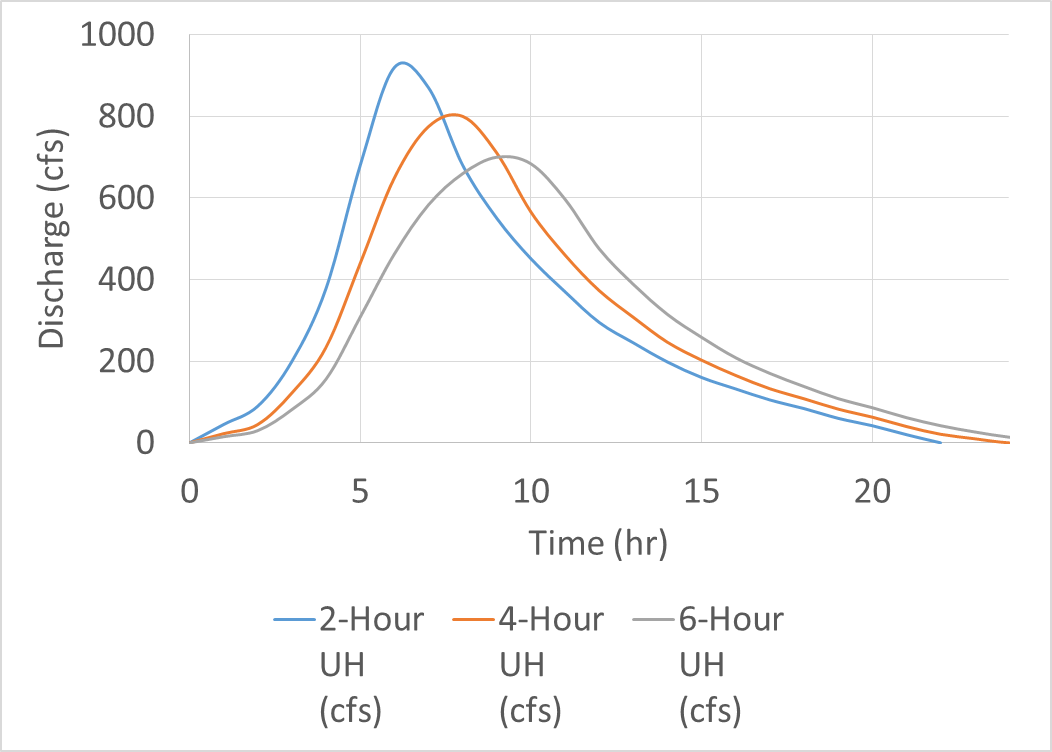 1000
800
600
400
200
0
Discharge (cfs)
0 5 10 15 20
Time (hr)
2-Hour 4-Hour 6-Hour
UH UH UH
(cfs) (cfs) (cfs)